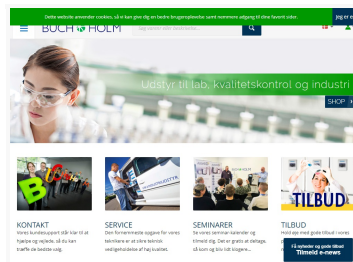 Dette website anvender cookies, så vi kan give dig en bedre brugeroplevelse samt nemmere adgang til dine favorit sider.
Jeg er e
BUCH HOLM
Udstyr til lab, kvalitetskontrol og industri
SHOP
B
TILBUD
KONTAKT
Vores kundesupport står klar til at
hjælpe og vejlede, så du kan
træffe de bedste valg.
SERVICE
Den fornemmeste opgave for vores
teknikere er at sikre teknisk
vedligeholdelse af høj kvalitet.
SEMINARER
Se vores seminar-kalender og
tilmeld dig. Det er gratis at deltage,
så kom og bliv lidt klogere...
TILBUD
Hold øje med gode tilbud
Få nyheder og gode tilbud
Tilmeld e-news